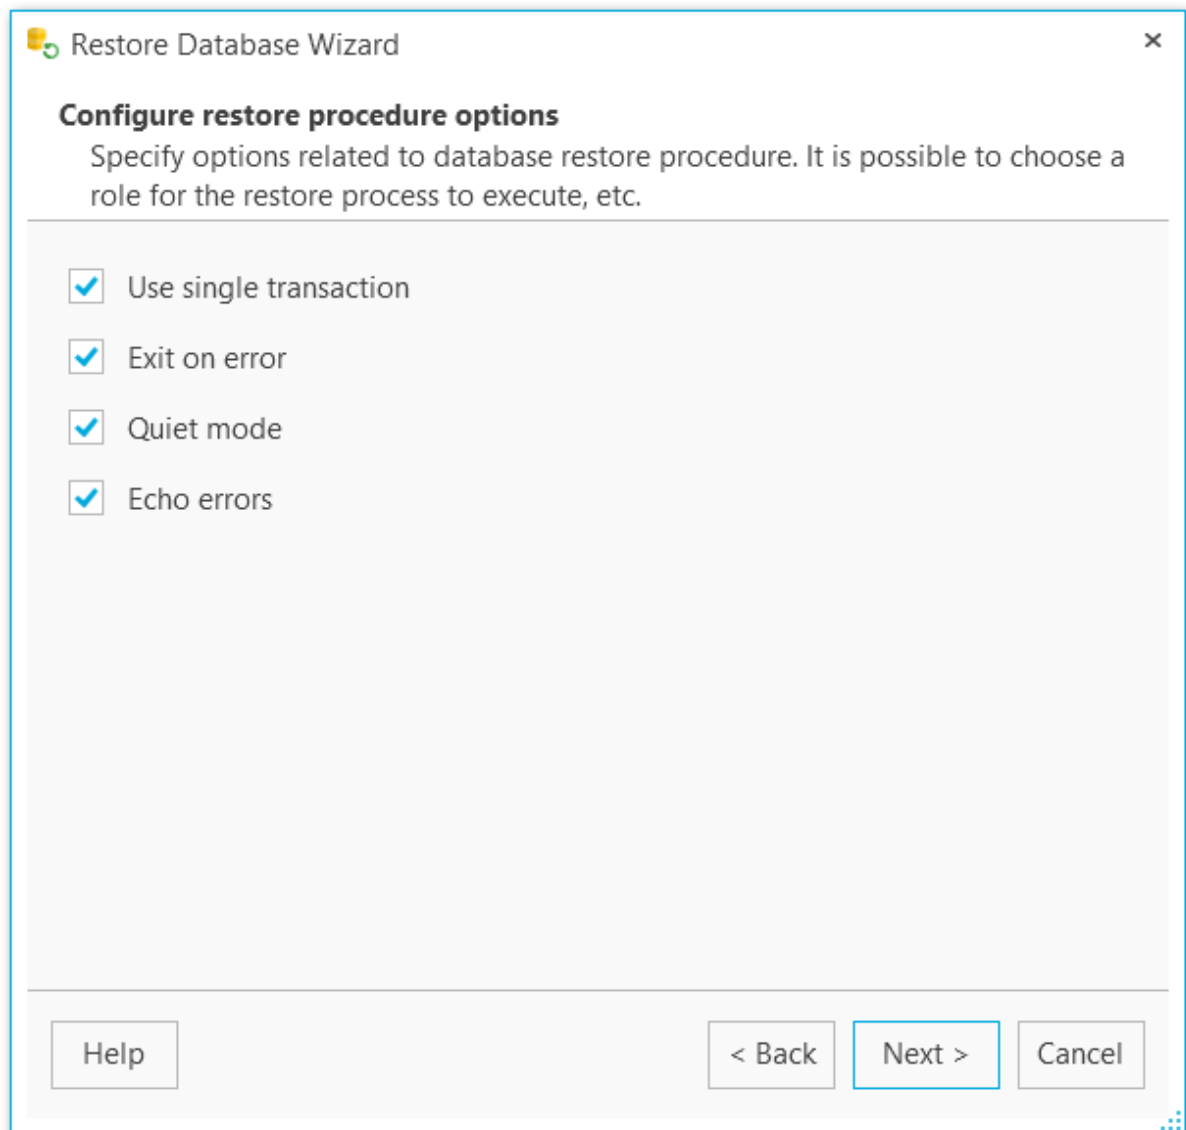 Restore Database Wizard
Configure restore procedure options
Specify options related to database restore procedure. It is possible to choose a
role for the restore process to execute, etc.
Use single transaction
Exit on error
Quiet mode
Echo errors
Help
< Back
Next >
Cancel